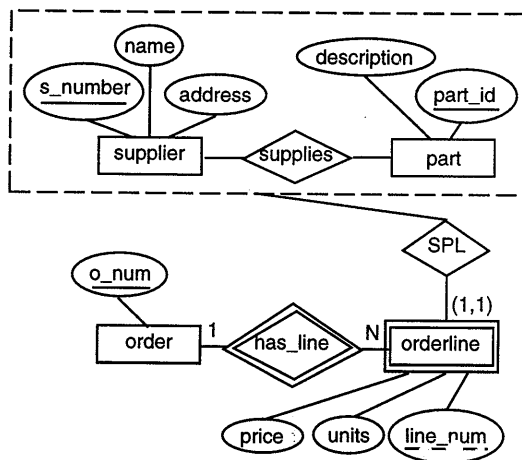 name
description
s_number
address
part_id
supplier
supplies
part
SPL
o_num
(1,1)
order
1
has_line
N
orderline
price
units
line_num